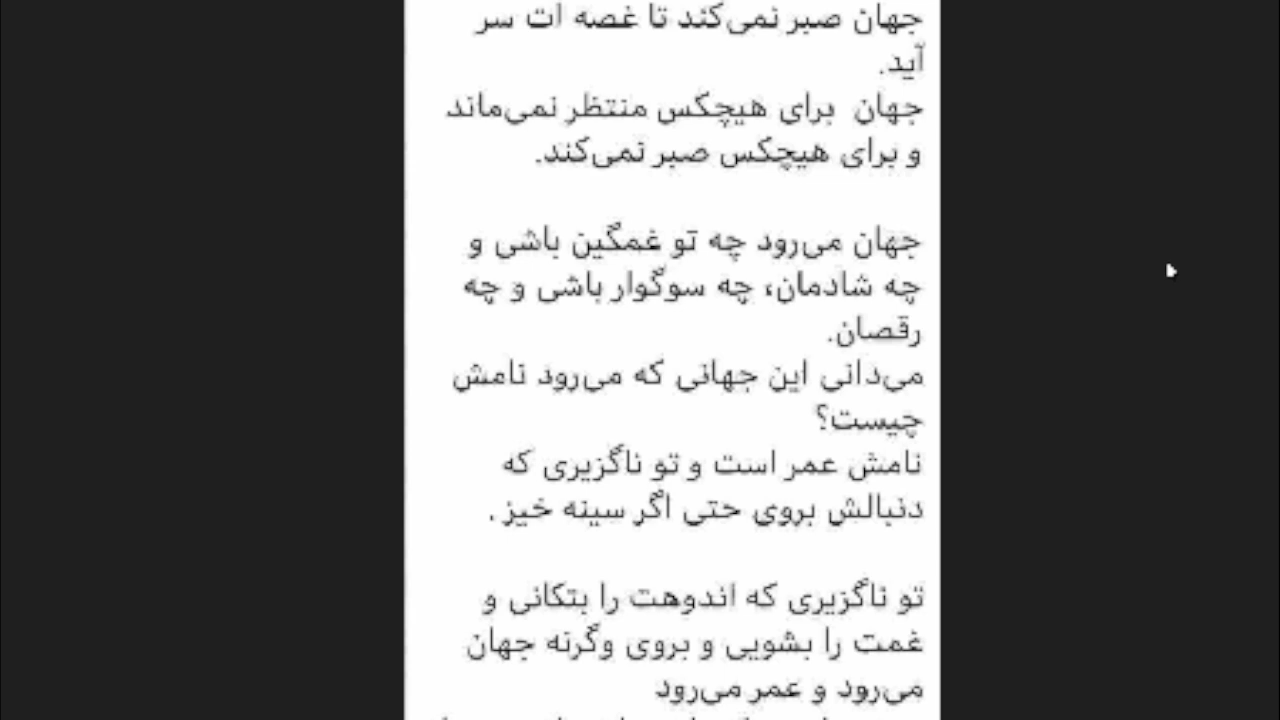 جهان صبر نمی‌کند تا غصه ات سر
آید.
جهان  برای هیچکس منتظر نمی‌ماند
و برای هیچکس صبر نمی‌کند.
جهان می‌رود چه تو غمگین باشی و
چه شادمان، چه سوگوار باشی و چه
رقصان.
می‌دانی این جهانی که می‌رود نامش
چیست؟
نامش عمر است و تو ناگزیری که
دنبالش بروی حتی اگر سینه خیز .
تو ناگزیری که اندوهت را بتکانی و
غمت را بشویی و بروی وگرنه جهان
می‌رود و عمر می‌رود